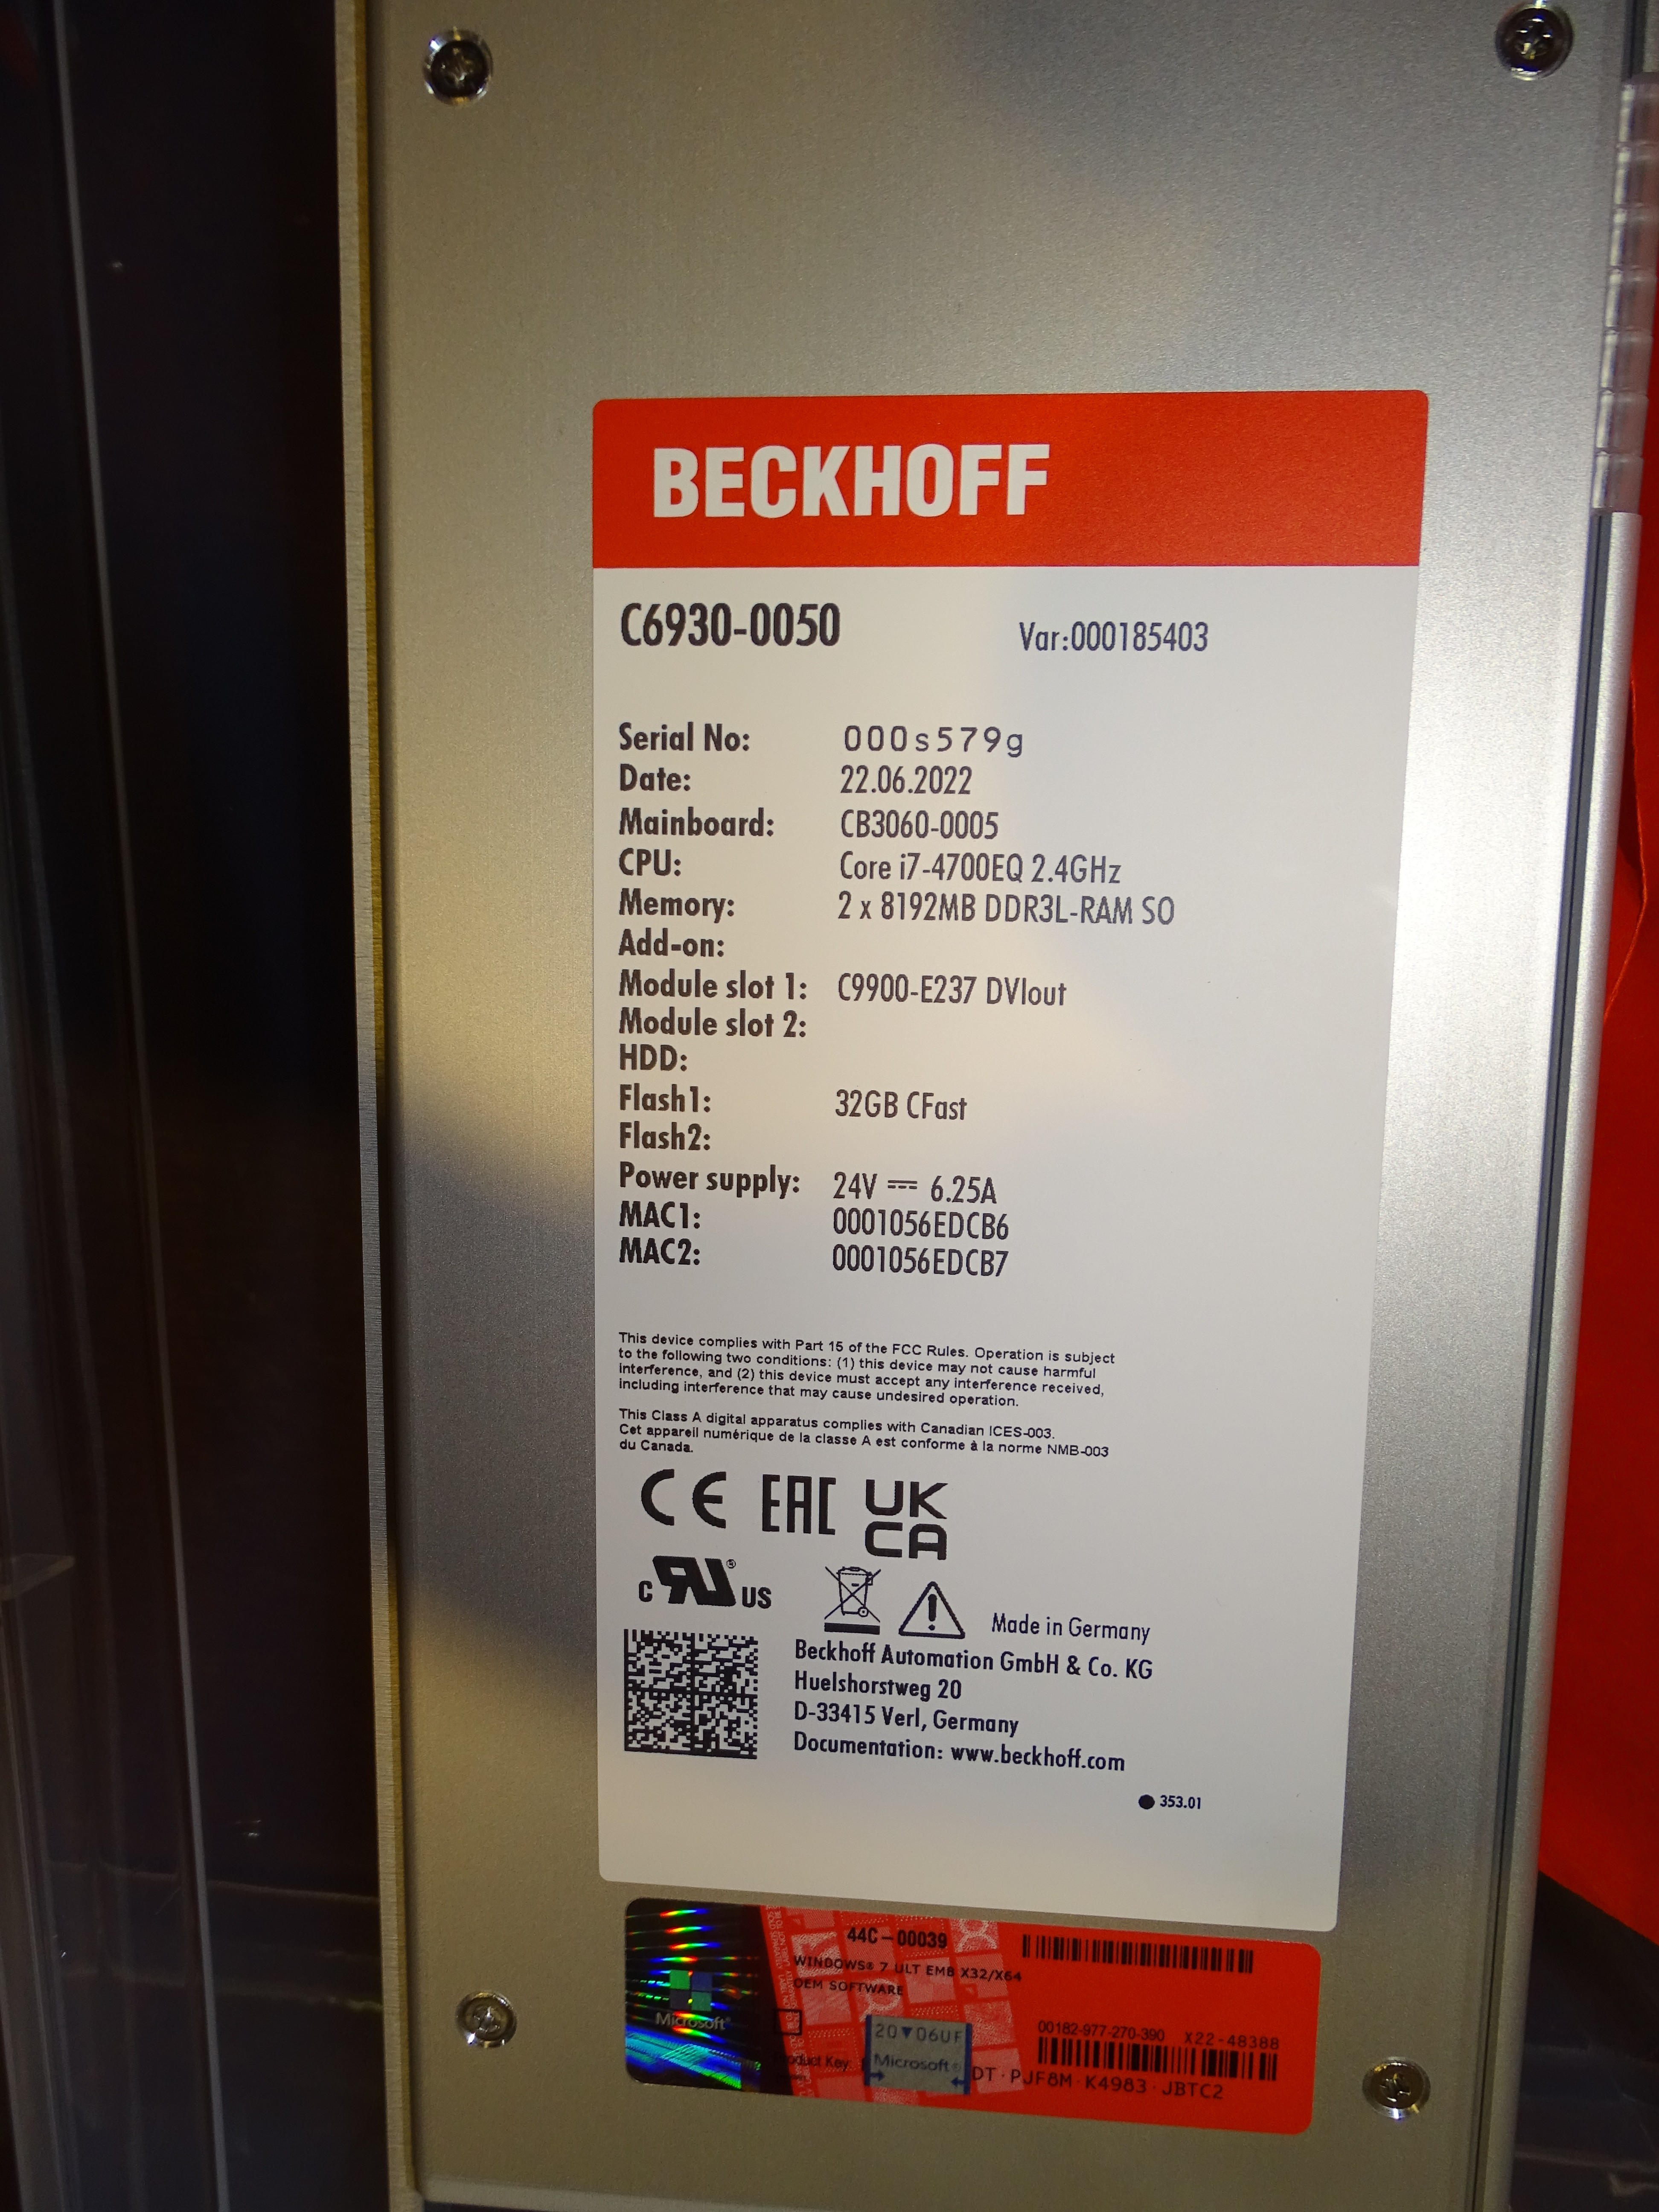 BECKHOFF
C6930-0050 Var:000185403
Serial No: 000s579g
Date: 22.06.2022
Mainboard: CB3060-0005
CPU: Core i7-4700EQ 2.4GHz
Memory: 2 x 8192MB DDR3L-RAM SO
Add-on:
Module slot 1: C9900-E237 DVIout
Module slot 2:
HDD:
Flash1: 32GB CFast
Flash2:
Power supply: 24V ⎓ 6.25A
MAC1: 0001056EDCB6
MAC2: 0001056EDCB7
This device complies with Part 15 of the FCC Rules. Operation is subject
to the following two conditions: (1) this device may not cause harmful
interference, and (2) this device must accept any interference received,
including interference that may cause undesired operation.
This Class A digital apparatus complies with Canadian ICES-003.
Cet appareil numérique de la classe A est conforme à la norme NMB-003
du Canada.
CE EAC UK
CA
c RU ® US
Made in Germany
Beckhoff Automation GmbH & Co. KG
Huelshorstweg 20
D-33415 Verl, Germany
Documentation: www.beckhoff.com
353.01
44C-00039
WINDOWS® 7 ULT EMB X32/X64
OEM SOFTWARE
Microsoft®
20▼06UF
00182-977-270-390 X22-48388
Key: Microsoft® DT·PJF8M·K4983·JBTC2